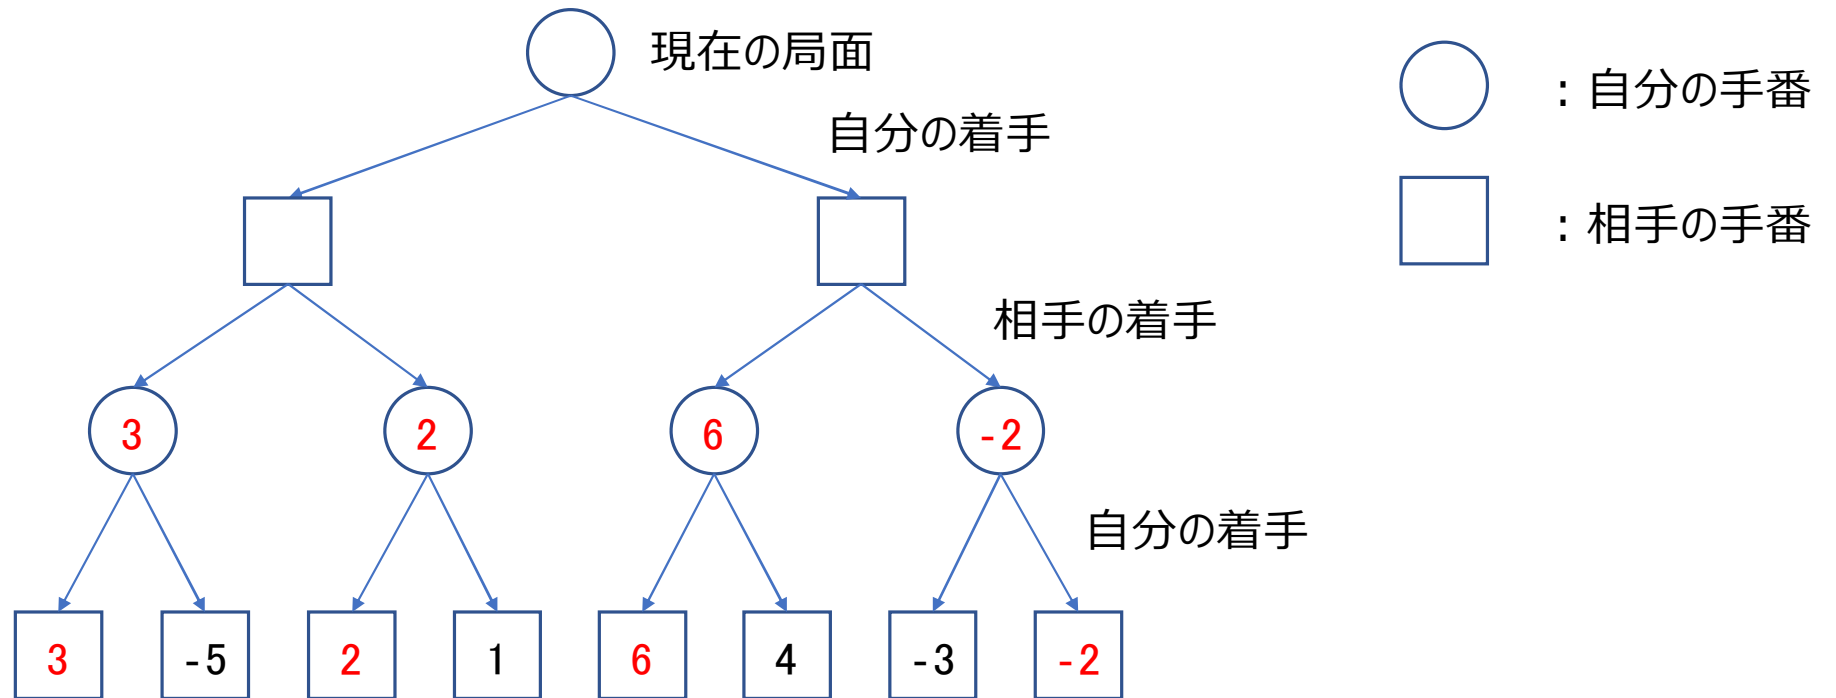 現在の局面
:自分の手番
自分の着手
:相手の手番
相手の着手
3 2 6 -2
自分の着手
3 -5 2 1 6 4 -3 -2